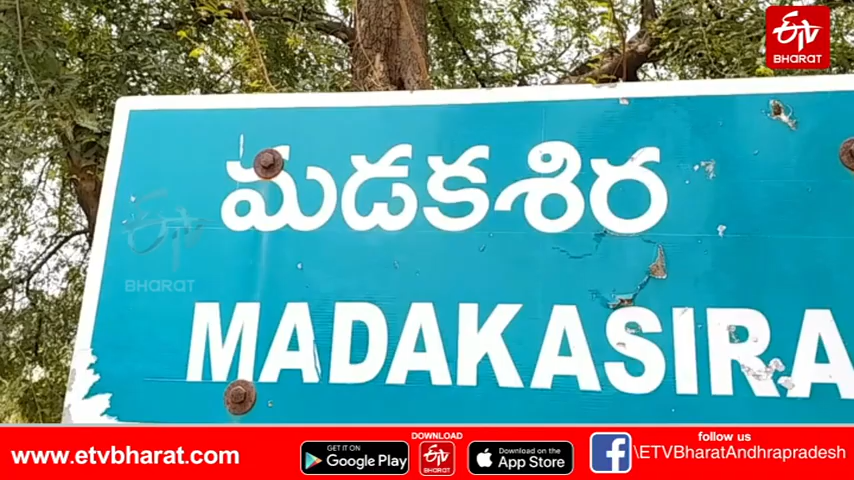 ETV
BHARAT
మడకశిర
ETV
BHARAT
MADAKASIRA
www.etvbharat.com
GET IT ON
Google Play
DOWNLOAD
ETV
BHARAT
Download on the
App Store
follow us
\ETVBharatAndhrapradesh